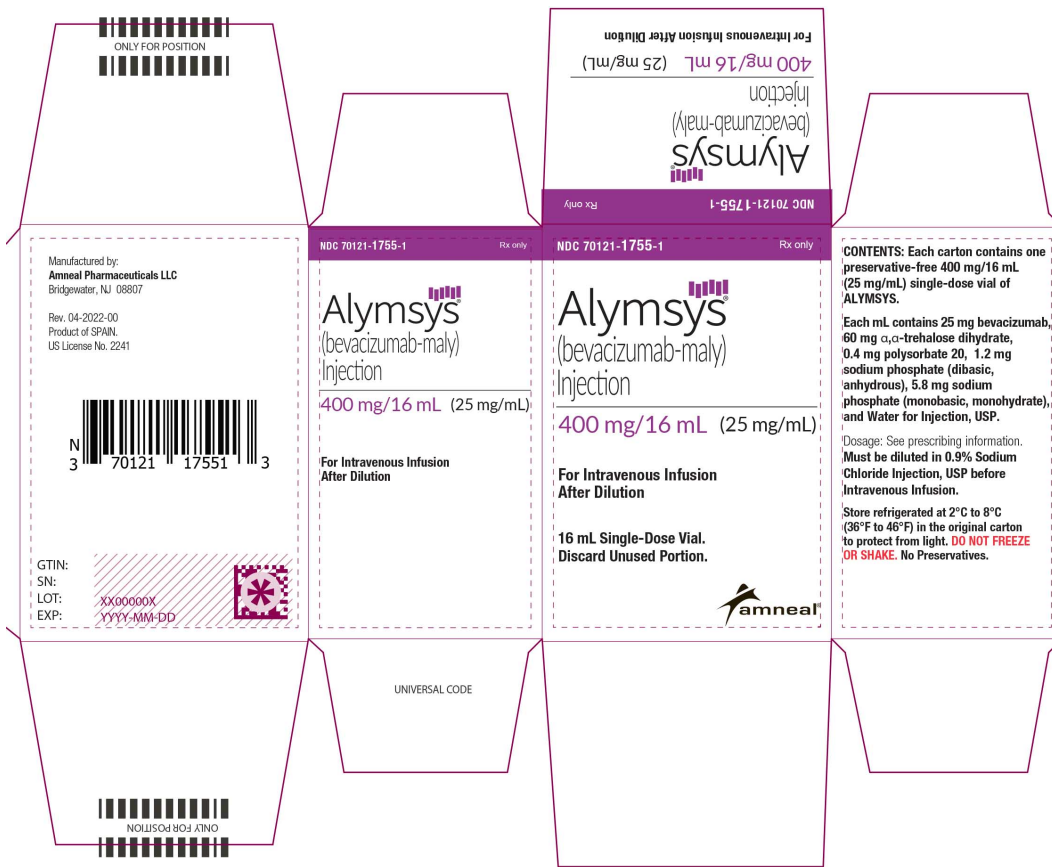 ONLY FOR POSITION
For Intravenous Infusion After Dilution
400 mg/16 mL (25 mg/mL)
Injection
(bevacizumab-maly)
Alymsys®
NDC 70121-1755-1 Rx only
Manufactured by:
Amneal Pharmaceuticals LLC
Bridgewater, NJ 08807
Rev. 04-2022-00
Product of SPAIN.
US License No. 2241
N
3 70121 17551 3
GTIN:
SN:
LOT: XX00000X
EXP: YYYY-MM-DD
NDC 70121-1755-1 Rx only
Alymsys®
(bevacizumab-maly)
Injection
400 mg/16 mL (25 mg/mL)
For Intravenous Infusion
After Dilution
NDC 70121-1755-1 Rx only
Alymsys®
(bevacizumab-maly)
Injection
400 mg/16 mL (25 mg/mL)
For Intravenous Infusion
After Dilution
16 mL Single-Dose Vial.
Discard Unused Portion.
amneal®
CONTENTS: Each carton contains one
preservative-free 400 mg/16 mL
(25 mg/mL) single-dose vial of
ALYMSYS.
Each mL contains 25 mg bevacizumab,
60 mg α,α-trehalose dihydrate,
0.4 mg polysorbate 20, 1.2 mg
sodium phosphate (dibasic,
anhydrous), 5.8 mg sodium
phosphate (monobasic, monohydrate),
and Water for Injection, USP.
Dosage: See prescribing information.
Must be diluted in 0.9% Sodium
Chloride Injection, USP before
Intravenous Infusion.
Store refrigerated at 2°C to 8°C
(36°F to 46°F) in the original carton
to protect from light. DO NOT FREEZE
OR SHAKE. No Preservatives.
UNIVERSAL CODE
ONLY FOR POSITION